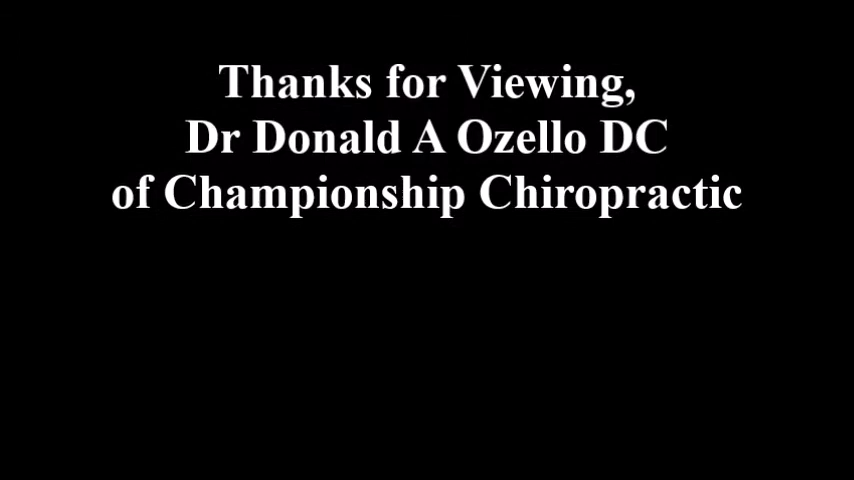 Thanks for Viewing,
Dr Donald A Ozello DC
of Championship Chiropractic